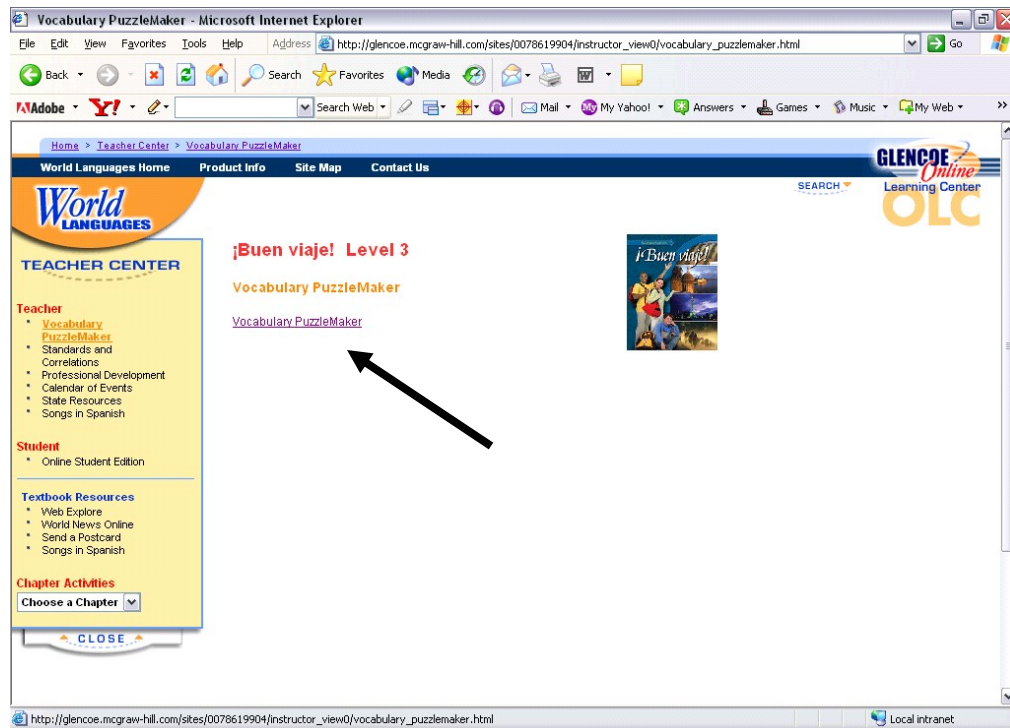 Vocabulary PuzzleMaker - Microsoft Internet Explorer
File Edit View Favorites Tools Help Address http://glencoe.mcgraw-hill.com/sites/0078619904/instructor_view0/vocabulary_puzzlemaker.html Go
Back Search Favorites Media
Adobe Y! Search Web Mail My Yahoo! Answers Games Music My Web »
Home > Teacher Center > Vocabulary PuzzleMaker
World Languages Home Product Info Site Map Contact Us
GLENCOE
Online
Learning Center
OLC
SEARCH
World
LANGUAGES
TEACHER CENTER
Teacher
Vocabulary
PuzzleMaker
Standards and
Correlations
Professional Development
Calendar of Events
State Resources
Songs in Spanish
Student
Online Student Edition
Textbook Resources
Web Explore
World News Online
Send a Postcard
Songs in Spanish
Chapter Activities
Choose a Chapter
CLOSE
¡Buen viaje! Level 3
Vocabulary PuzzleMaker
Vocabulary PuzzleMaker
¡Buen viaje!
http://glencoe.mcgraw-hill.com/sites/0078619904/instructor_view0/vocabulary_puzzlemaker.html Local intranet